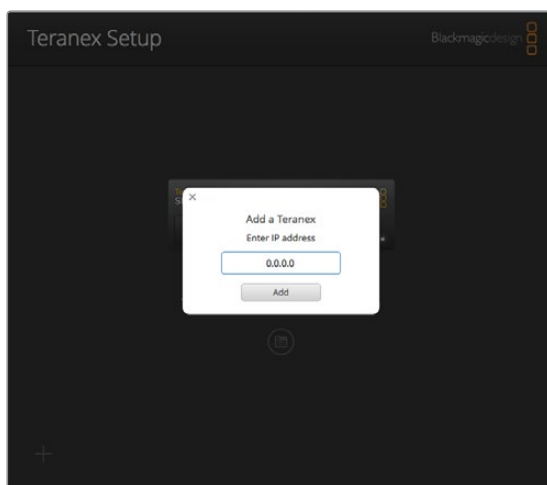 Teranex Setup
Blackmagicdesign
Add a Teranex
Enter IP address
0.0.0.0
Add